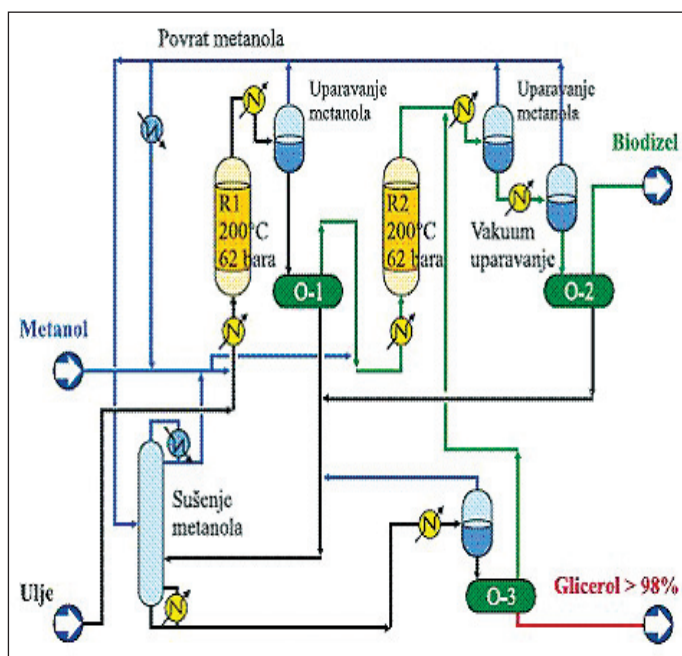 Povrat metanola
Uparavanje
metanola
Uparavanje
metanola
Biodizel
R1
200°C
62 bara
R2
200°C
62 bara
Vakuum
uparavanje
O-1
O-2
Metanol
Sušenje
metanola
Ulje
O-3
Glicerol > 98%